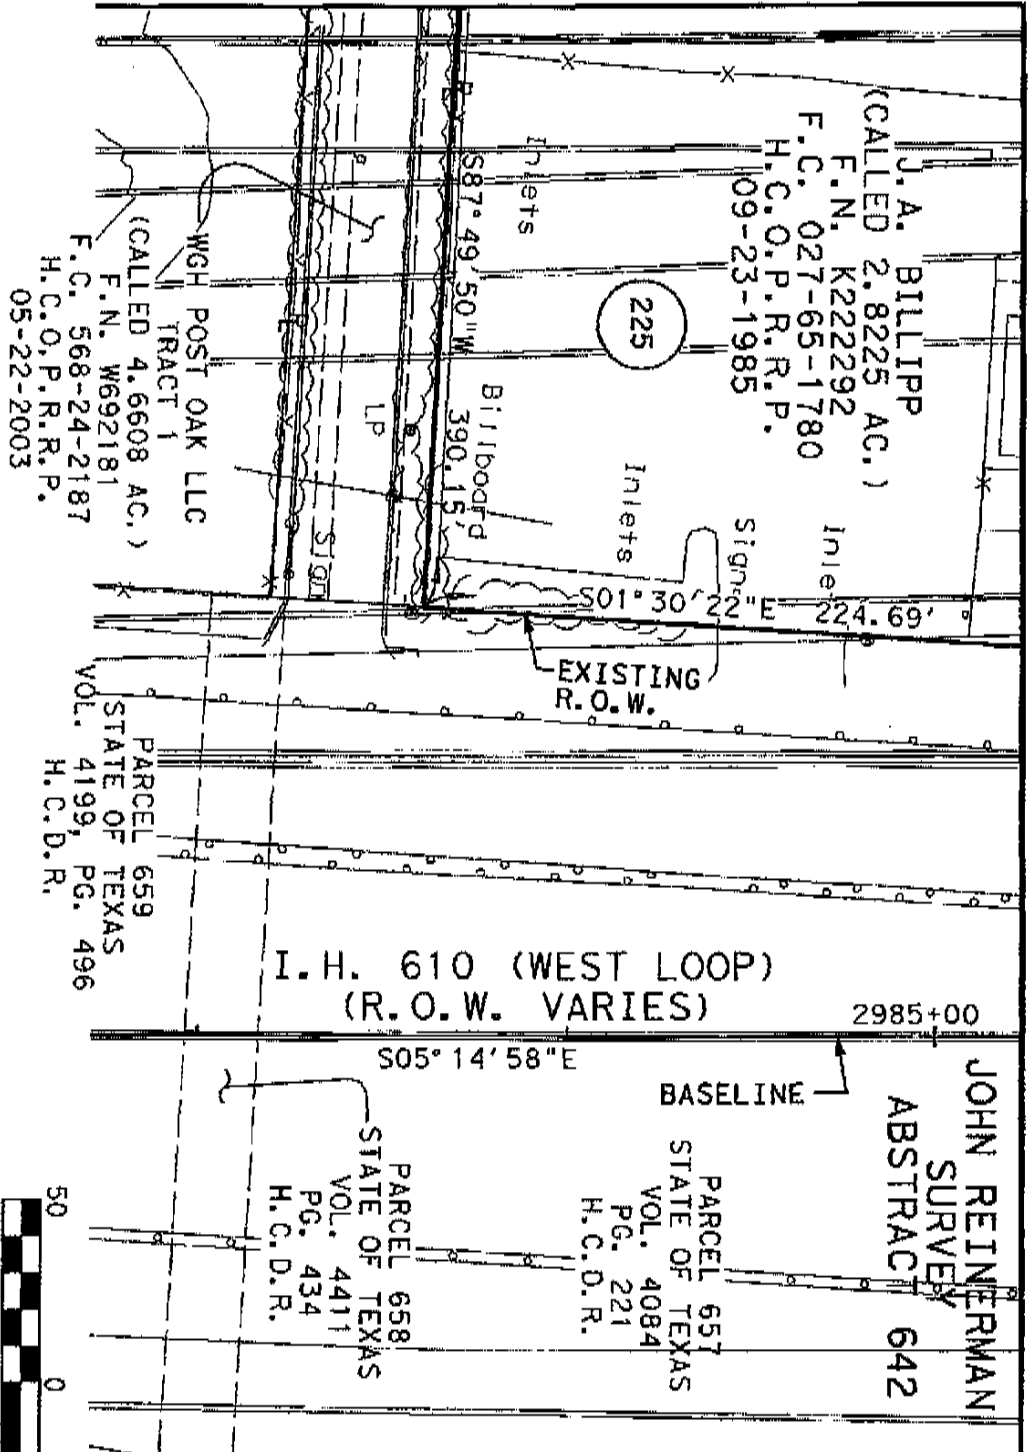 J. A. BILLIPP
(CALLED 2.8225 AC.)
F.N. K222292
F.C. 027-65-1780
H.C.O.P.R.R.P.
09-23-1985
Inlets
S87°49'50"W 390.15'
225
Billboard
LP
Inlets
Sign
Inlet
S01°30'22"E 224.69'
EXISTING
R.O.W.
Sign
WGH POST OAK LLC
TRACT 1
(CALLED 4.6608 AC.)
F.N. W692181
F.C. 568-24-2187
H.C.O.P.R.R.P.
05-22-2003
PARCEL 659
STATE OF TEXAS
VOL. 4199, PG. 496
H.C.D.R.
I.H. 610 (WEST LOOP)
(R.O.W. VARIES)
2985+00
S05°14'58"E
BASELINE
JOHN REINERMAN
SURVEY
ABSTRACT 642
PARCEL 657
STATE OF TEXAS
VOL. 4084
PG. 221
H.C.D.R.
PARCEL 658
STATE OF TEXAS
VOL. 4411
PG. 434
H.C.D.R.
50
0